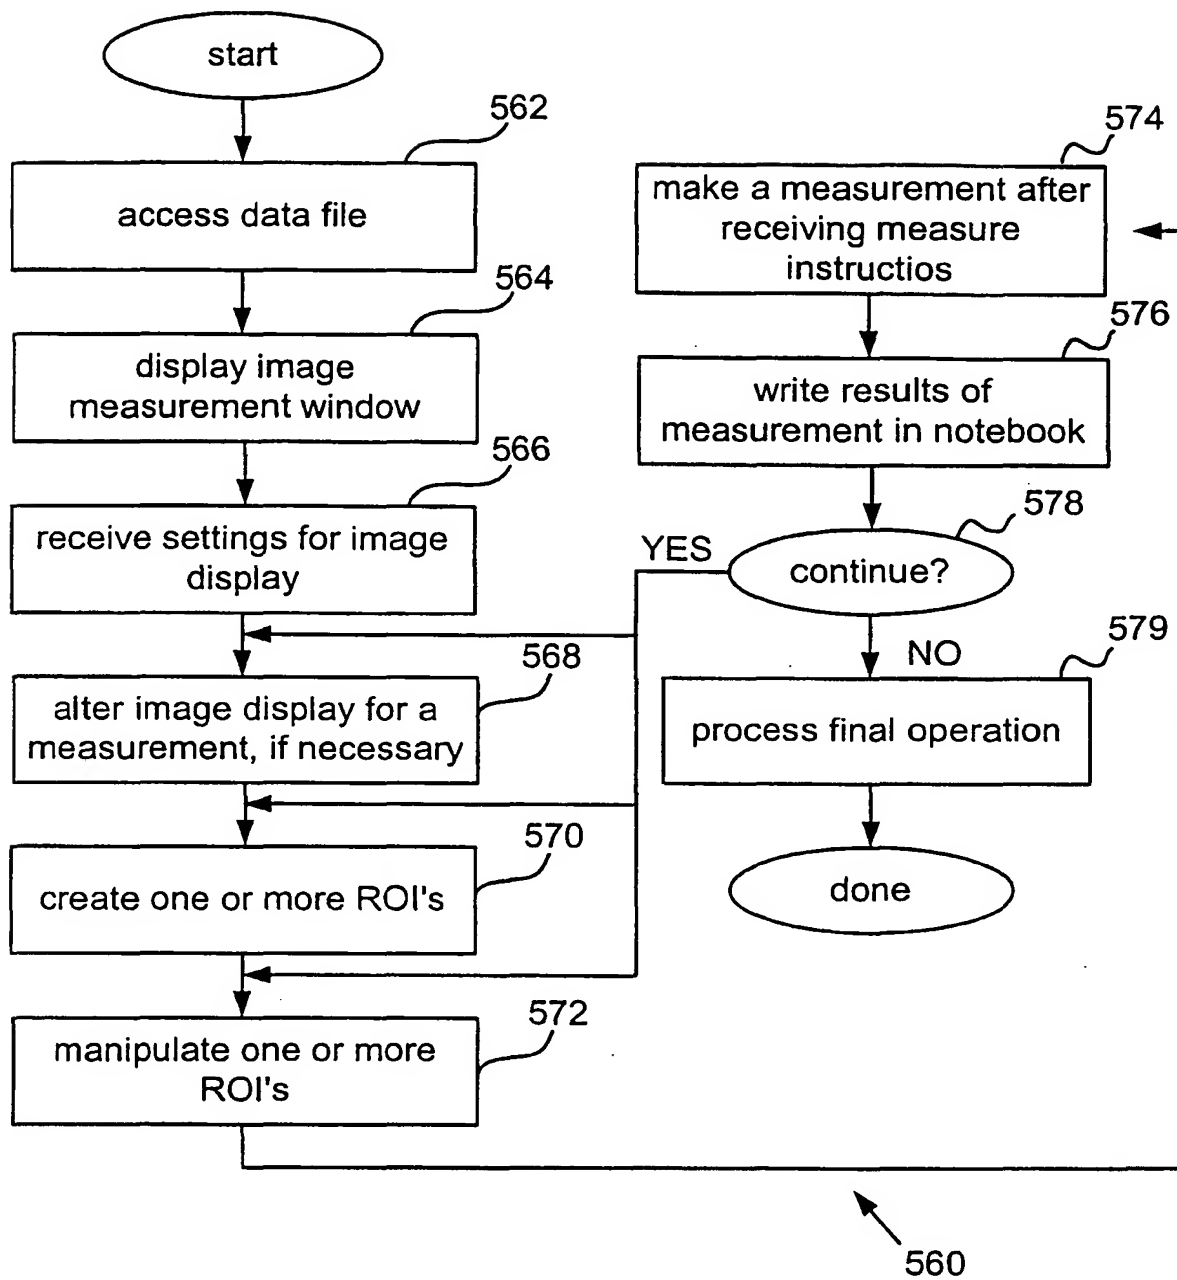 start
562
access data file
564
display image
measurement window
566
receive settings for image
display
568
alter image display for a
measurement, if necessary
570
create one or more ROI's
572
manipulate one or more
ROI's
574
make a measurement after
receiving measure
instructios
576
write results of
measurement in notebook
578
YES
continue?
NO
579
process final operation
done
560